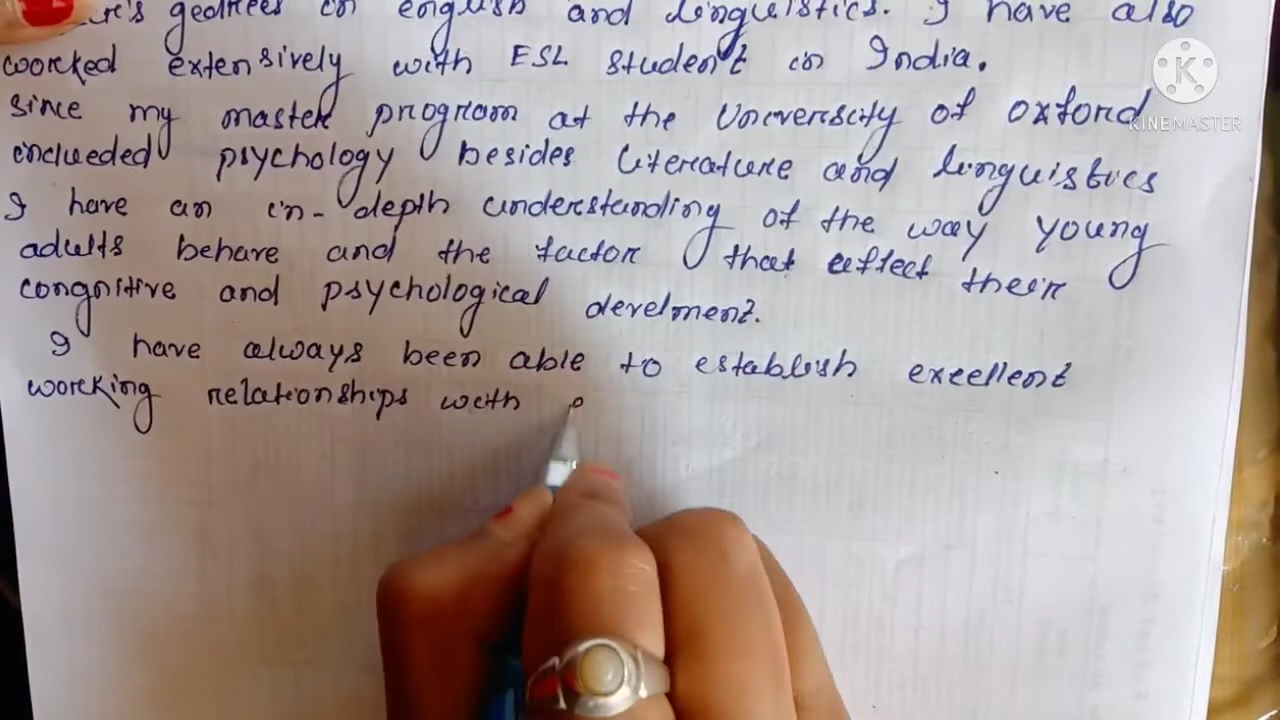 gedrees in english and linguistics. I have also
worked extensively with ESL student in India.
since my master program at the University of oxford
inclueded psychology besides literature and linguistics
I have an in-depth understanding of the way young
adults behave and the factor that effect their
congnitive and psychological develment.
I have always been able to establish excellent
working relationships with
K
KINEMASTER